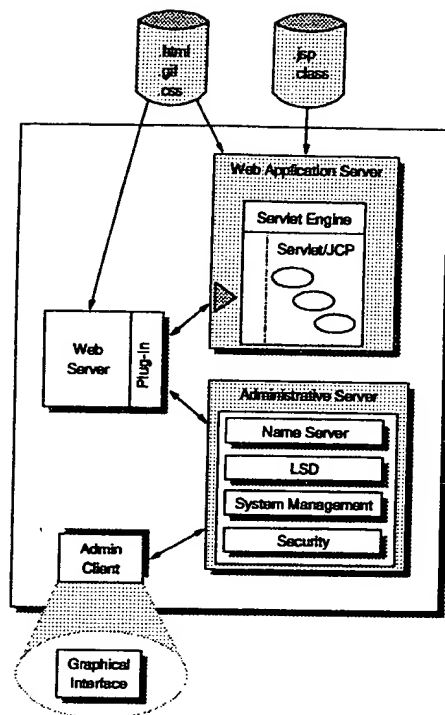 .html
.gif
.css
.jsp
.class
Web Application Server
Servlet Engine
Servlet/JCP
Web
Server
Plug-In
Administrative Server
Name Server
LSD
System Management
Security
Admin
Client
Graphical
Interface